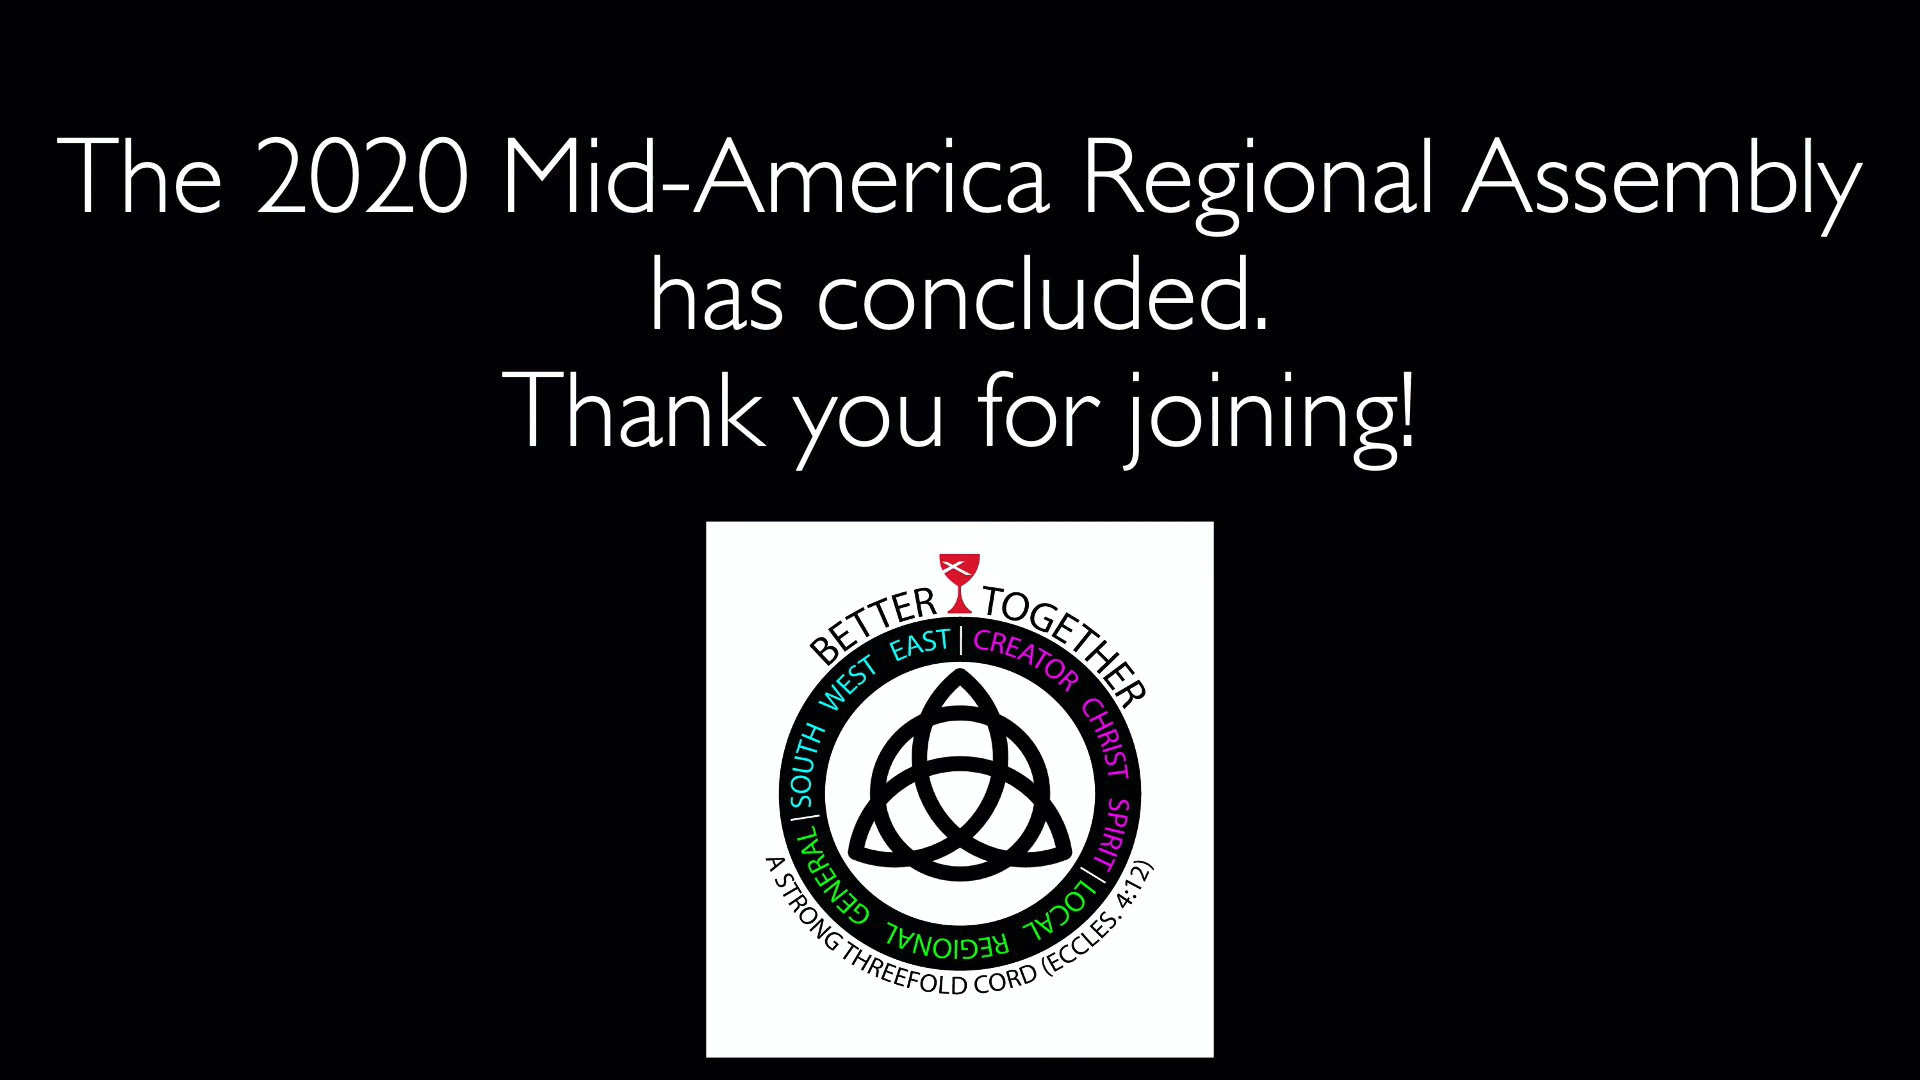 The 2020 Mid-America Regional Assembly
has concluded.
Thank you for joining!
BETTER TOGETHER
SOUTH WEST EAST | CREATOR CHRIST SPIRIT | LOCAL REGIONAL GENERAL |
A STRONG THREEFOLD CORD (ECCLES. 4:12)